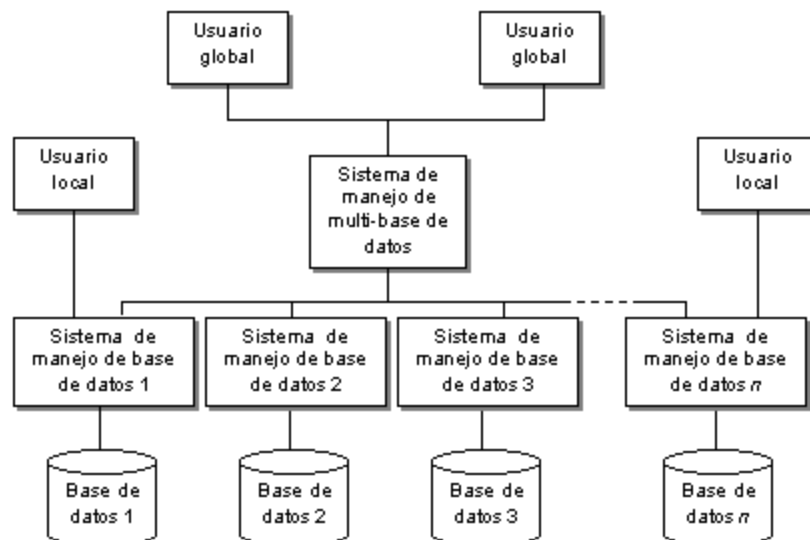 Usuario
global
Usuario
global
Usuario
local
Sistema de
manejo de
multi-base de
datos
Usuario
local
Sistema de
manejo de base
de datos 1
Sistema de
manejo de base
de datos 2
Sistema de
manejo de base
de datos 3
Sistema de
manejo de base
de datos n
Base de
datos 1
Base de
datos 2
Base de
datos 3
Base de
datos n